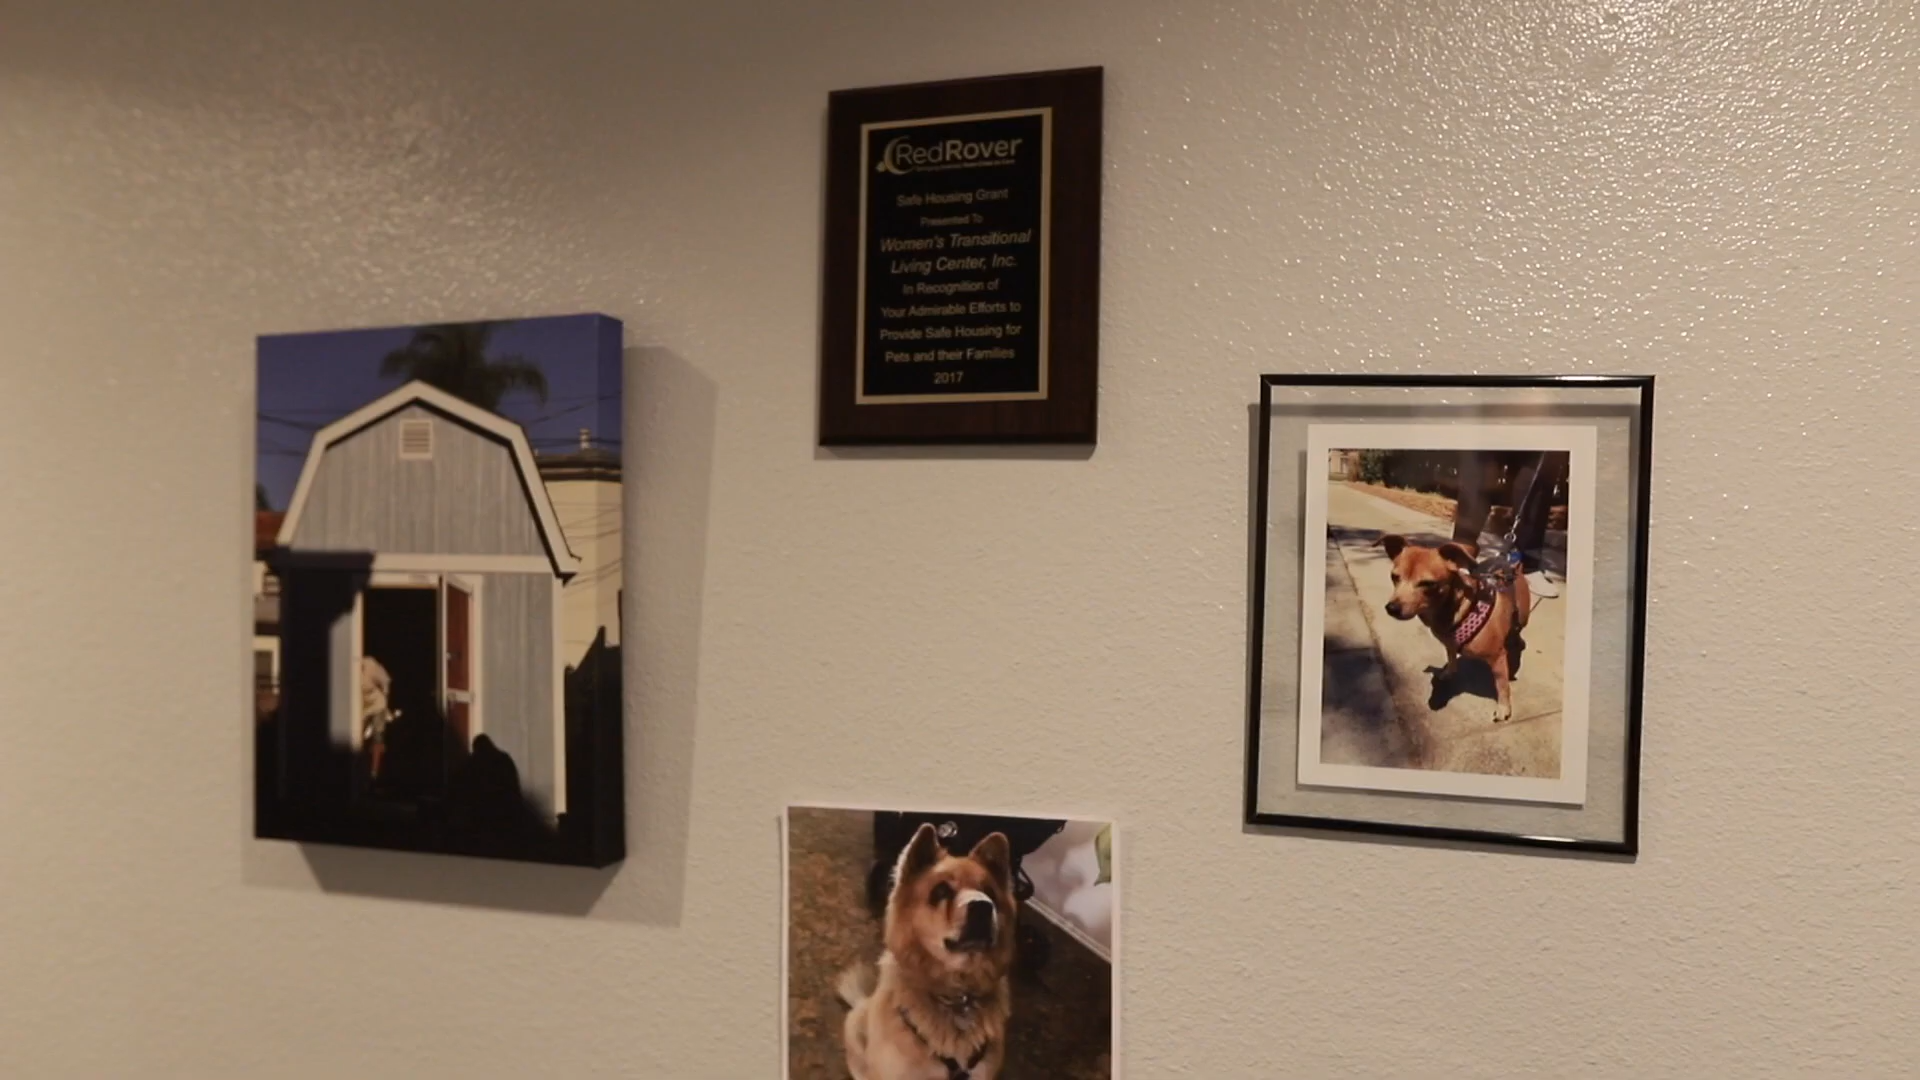 RedRover
Safe Housing Grant
Presented To
Women's Transitional
Living Center, Inc.
In Recognition of
Your Admirable Efforts to
Provide Safe Housing for
Pets and their Families
2017